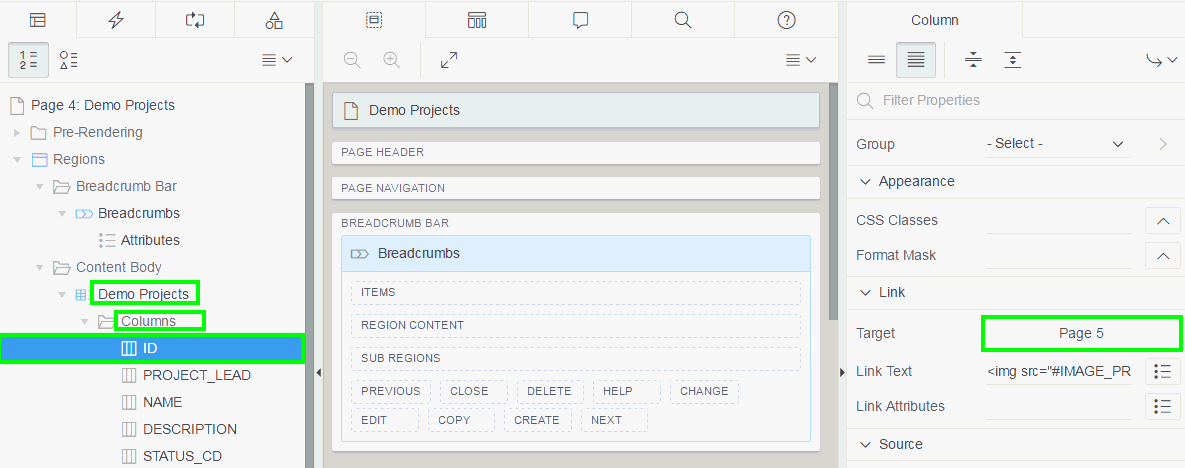 Page 4: Demo Projects
Pre-Rendering
Regions
Breadcrumb Bar
Breadcrumbs
Attributes
Content Body
Demo Projects
Columns
ID
PROJECT_LEAD
NAME
DESCRIPTION
STATUS_CD
Demo Projects
PAGE HEADER
PAGE NAVIGATION
BREADCRUMB BAR
Breadcrumbs
ITEMS
REGION CONTENT
SUB REGIONS
PREVIOUS CLOSE DELETE HELP CHANGE
EDIT COPY CREATE NEXT
Column
Filter Properties
Group - Select -
Appearance
CSS Classes
Format Mask
Link
Target Page 5
Link Text <img src="#IMAGE_PR
Link Attributes
Source